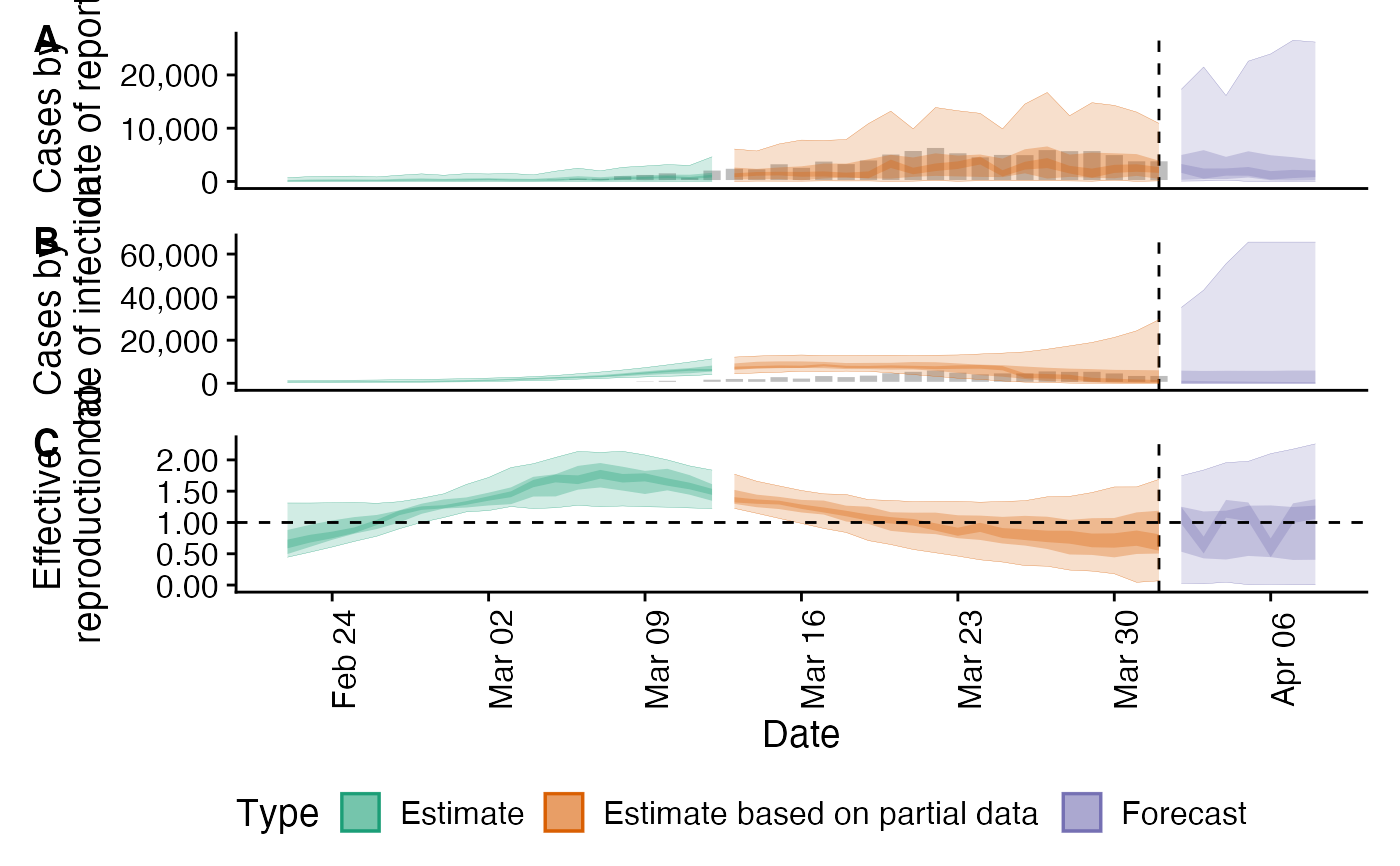 A
Cases by
date of report
20,000
10,000
0
B
Cases by
date of infection
60,000
40,000
20,000
0
C
Effective
reproduction no.
2.00
1.50
1.00
0.50
0.00
Feb 24
Mar 02
Mar 09
Mar 16
Mar 23
Mar 30
Apr 06
Date
Type
Estimate
Estimate based on partial data
Forecast